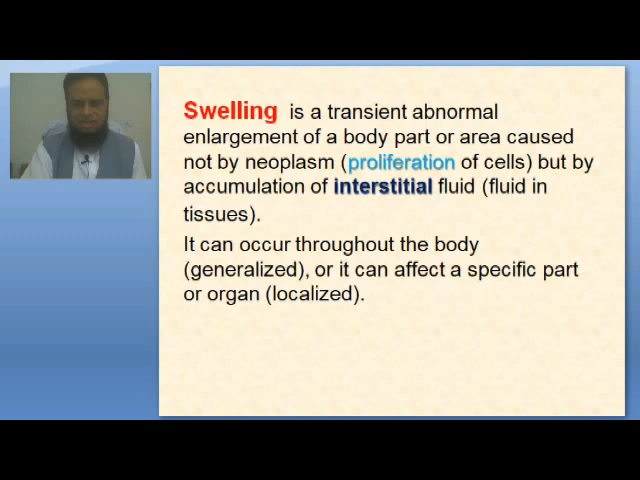 Swelling is a transient abnormal
enlargement of a body part or area caused
not by neoplasm (proliferation of cells) but by
accumulation of interstitial fluid (fluid in
tissues).
It can occur throughout the body
(generalized), or it can affect a specific part
or organ (localized).